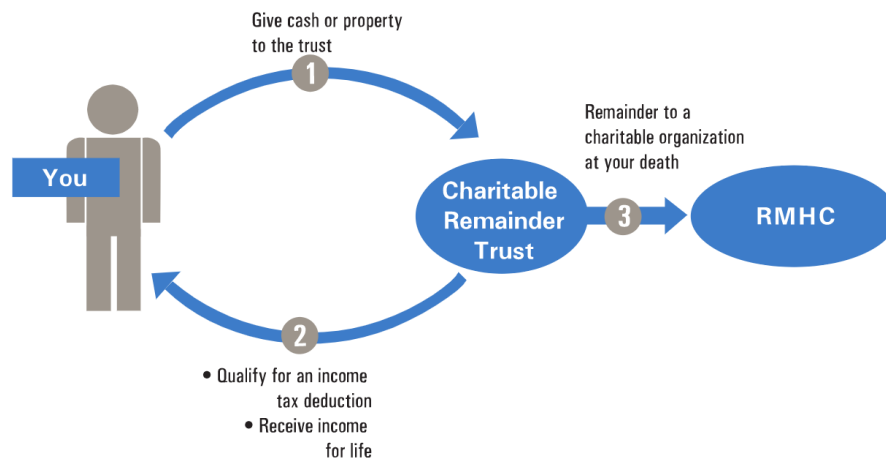 Give cash or property
to the trust
1
Remainder to a
charitable organization
at your death
You
Charitable
Remainder
Trust
3
RMHC
2
• Qualify for an income
tax deduction
• Receive income
for life